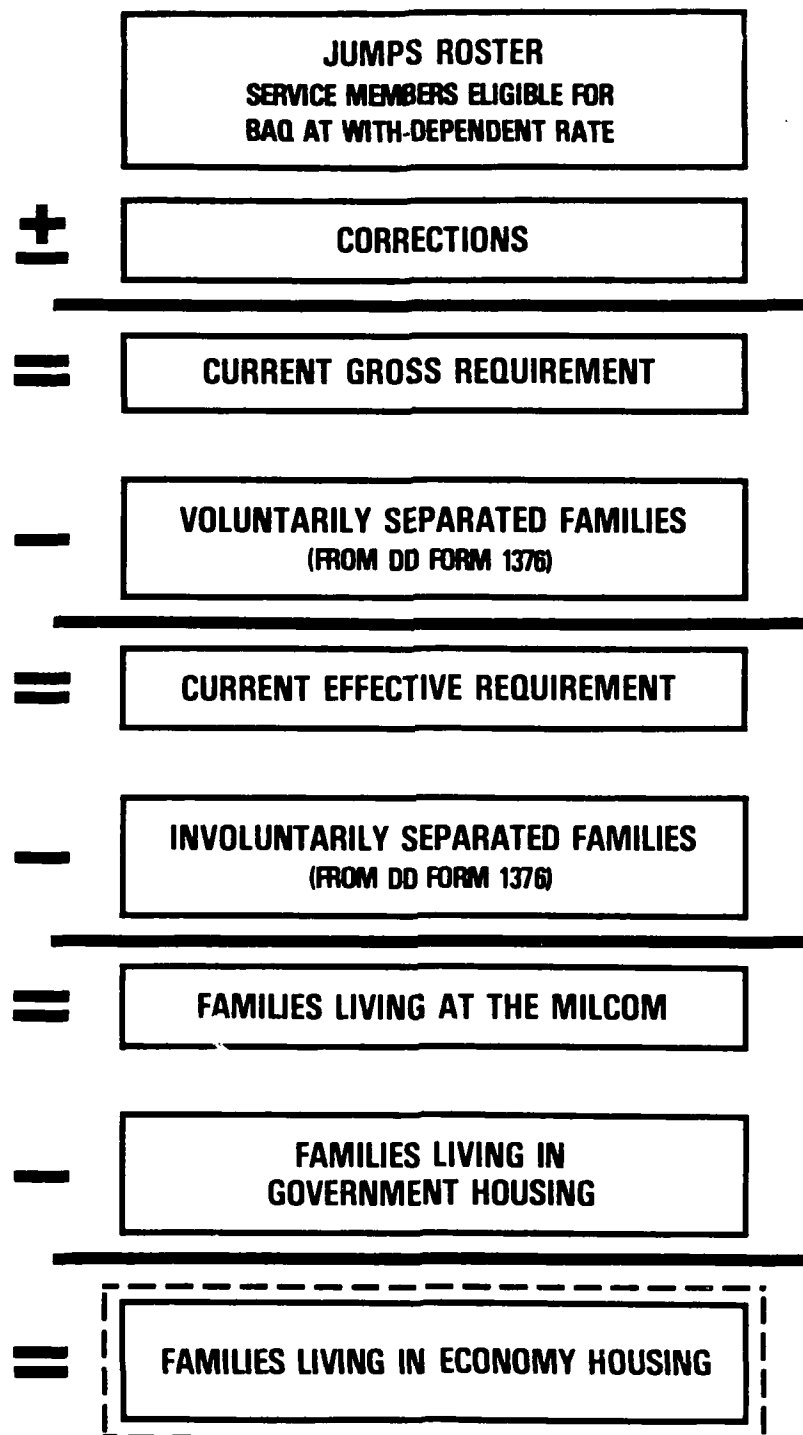 JUMPS ROSTER
SERVICE MEMBERS ELIGIBLE FOR
BAQ AT WITH-DEPENDENT RATE
±
CORRECTIONS
=
CURRENT GROSS REQUIREMENT
−
VOLUNTARILY SEPARATED FAMILIES
(FROM DD FORM 1376)
=
CURRENT EFFECTIVE REQUIREMENT
−
INVOLUNTARILY SEPARATED FAMILIES
(FROM DD FORM 1376)
=
FAMILIES LIVING AT THE MILCOM
−
FAMILIES LIVING IN
GOVERNMENT HOUSING
=
FAMILIES LIVING IN ECONOMY HOUSING